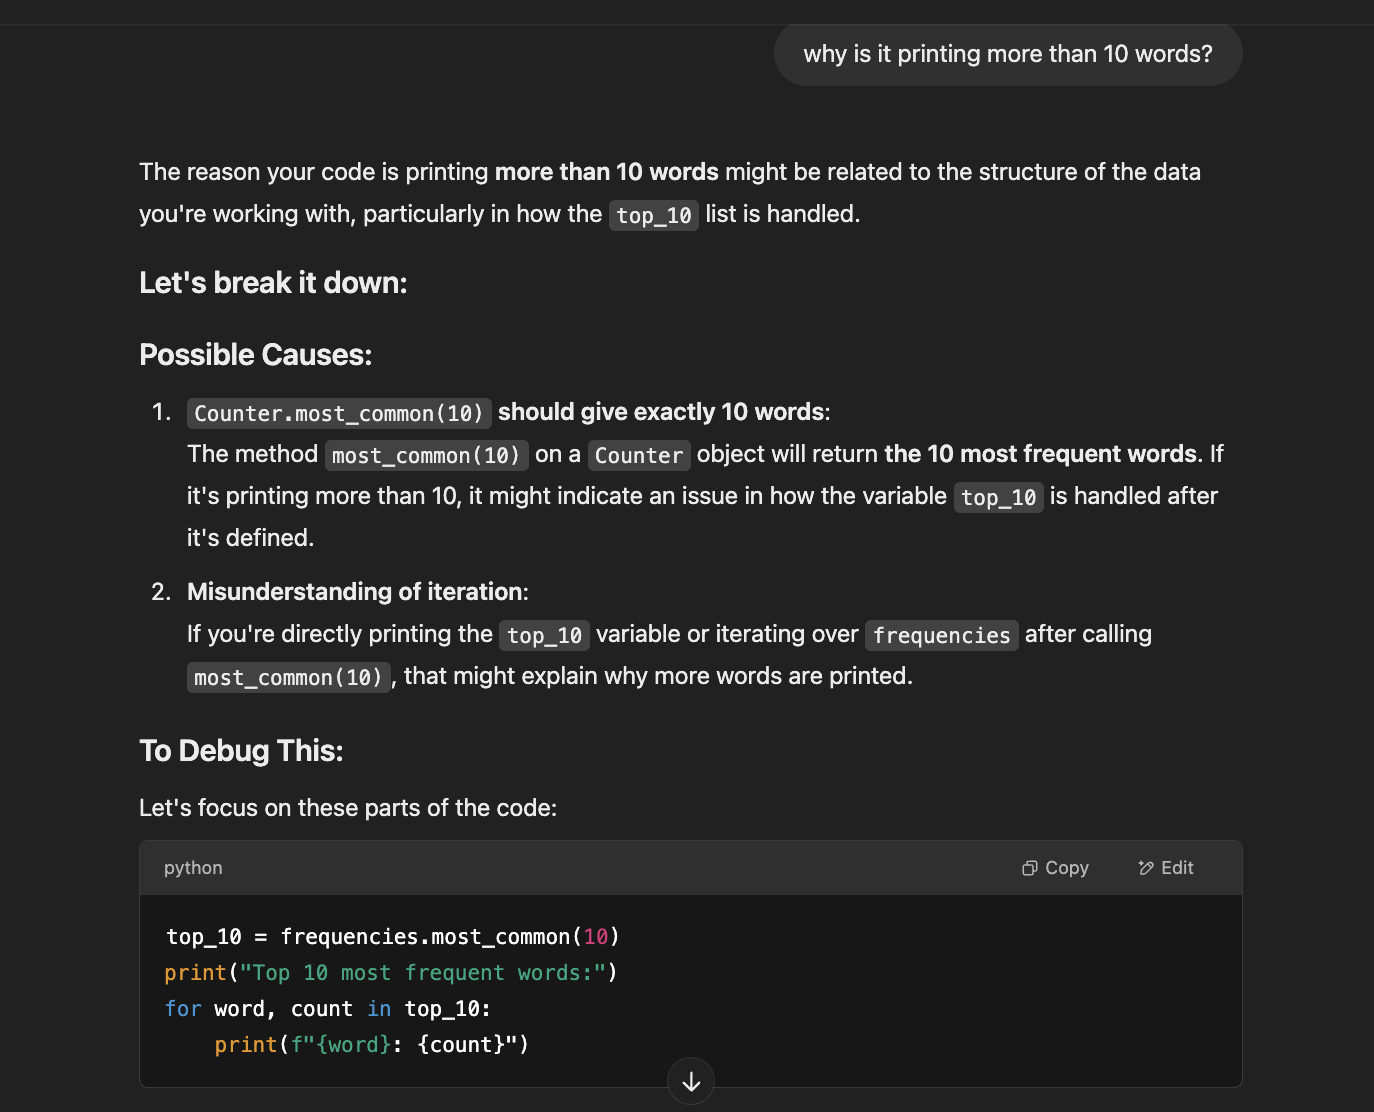 why is it printing more than 10 words?
The reason your code is printing more than 10 words might be related to the structure of the data
you're working with, particularly in how the top_10 list is handled.
Let's break it down:
Possible Causes:
1. Counter.most_common(10) should give exactly 10 words:
The method most_common(10) on a Counter object will return the 10 most frequent words. If
it's printing more than 10, it might indicate an issue in how the variable top_10 is handled after
it's defined.
2. Misunderstanding of iteration:
If you're directly printing the top_10 variable or iterating over frequencies after calling
most_common(10), that might explain why more words are printed.
To Debug This:
Let's focus on these parts of the code:
python Copy Edit
top_10 = frequencies.most_common(10)
print("Top 10 most frequent words:")
for word, count in top_10:
    print(f"{word}: {count}")